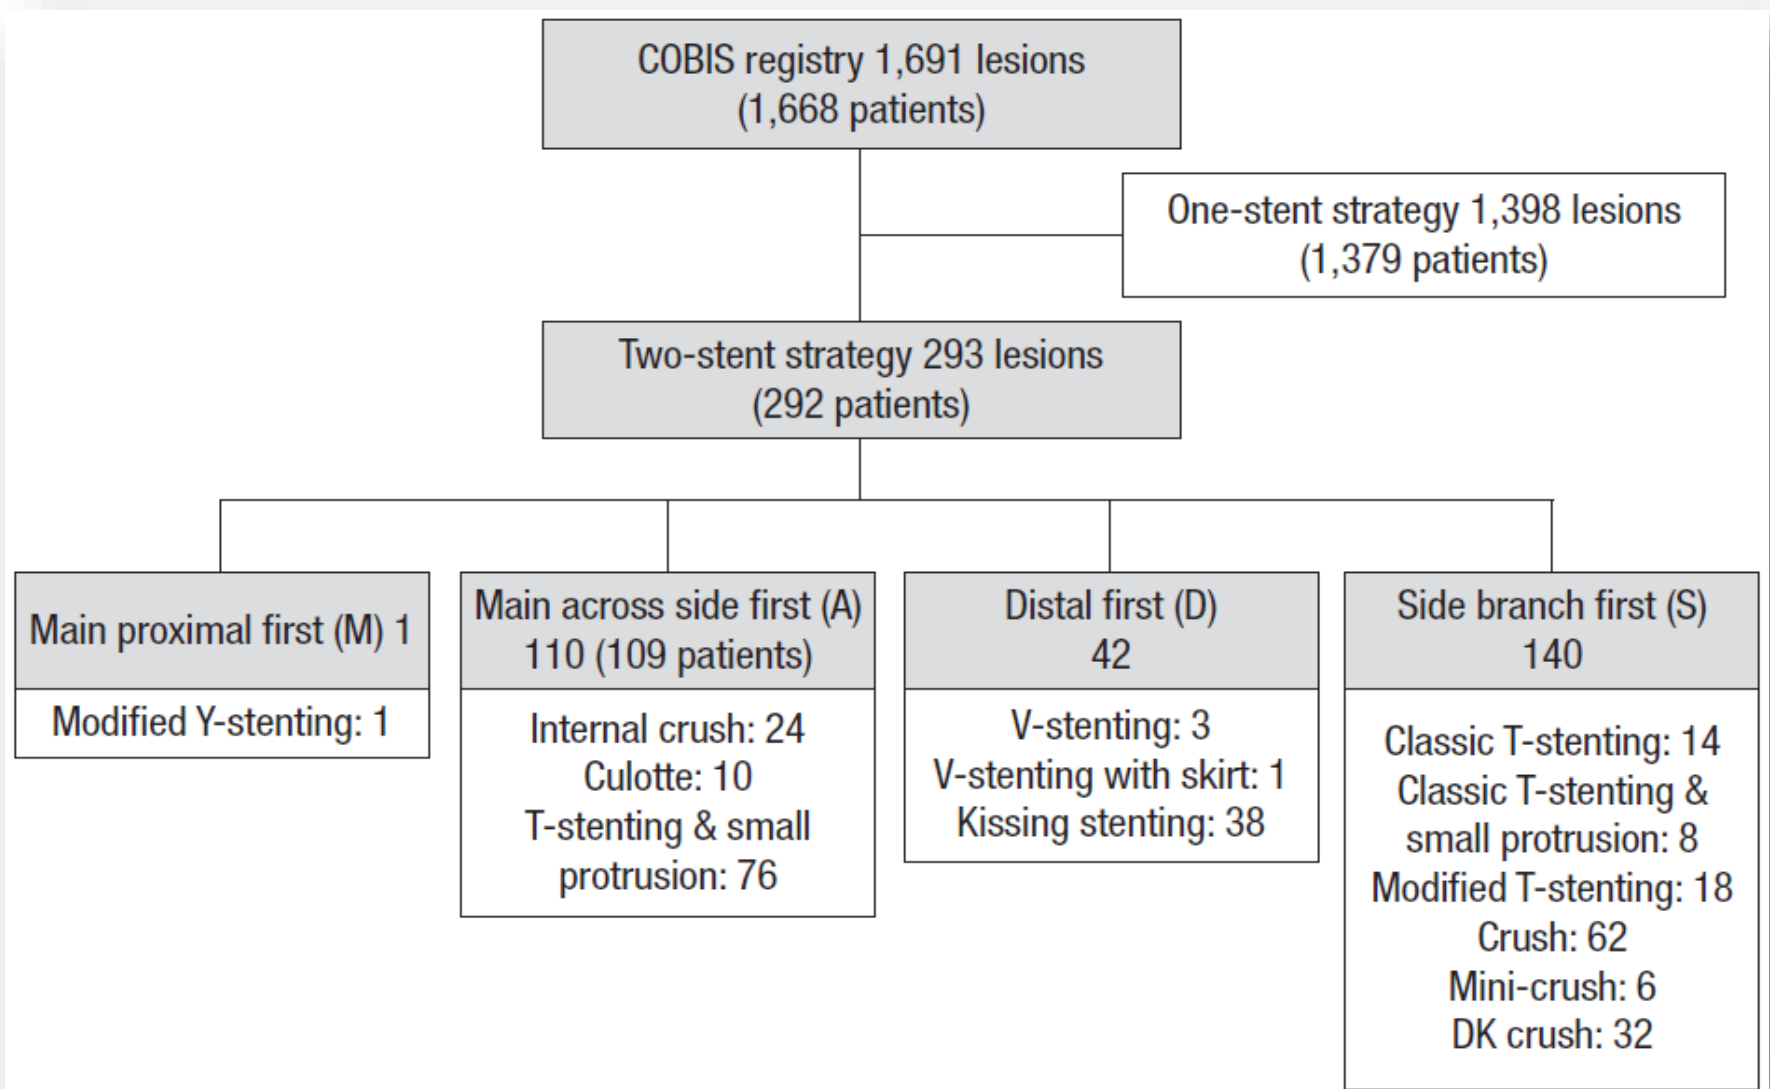 COBIS registry 1,691 lesions
(1,668 patients)
One-stent strategy 1,398 lesions
(1,379 patients)
Two-stent strategy 293 lesions
(292 patients)
Main proximal first (M) 1
Modified Y-stenting: 1
Main across side first (A)
110 (109 patients)
Internal crush: 24
Culotte: 10
T-stenting & small
protrusion: 76
Distal first (D)
42
V-stenting: 3
V-stenting with skirt: 1
Kissing stenting: 38
Side branch first (S)
140
Classic T-stenting: 14
Classic T-stenting &
small protrusion: 8
Modified T-stenting: 18
Crush: 62
Mini-crush: 6
DK crush: 32